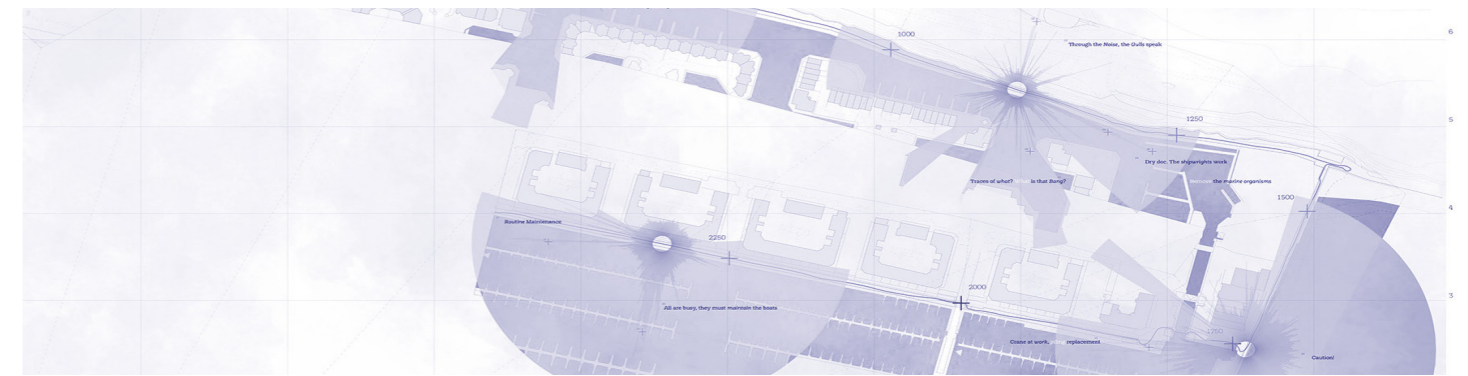 1000
6
Through the Noise, the Gulls speak
1250
5
Dry doc. The shipwrights work
'Traces of what? is that Bang?
the marine organisms
1500
4
Routine Maintenance
2250
2000
3
All are busy, they must maintain the boats
1750
Crane at work, replacement
Caution!